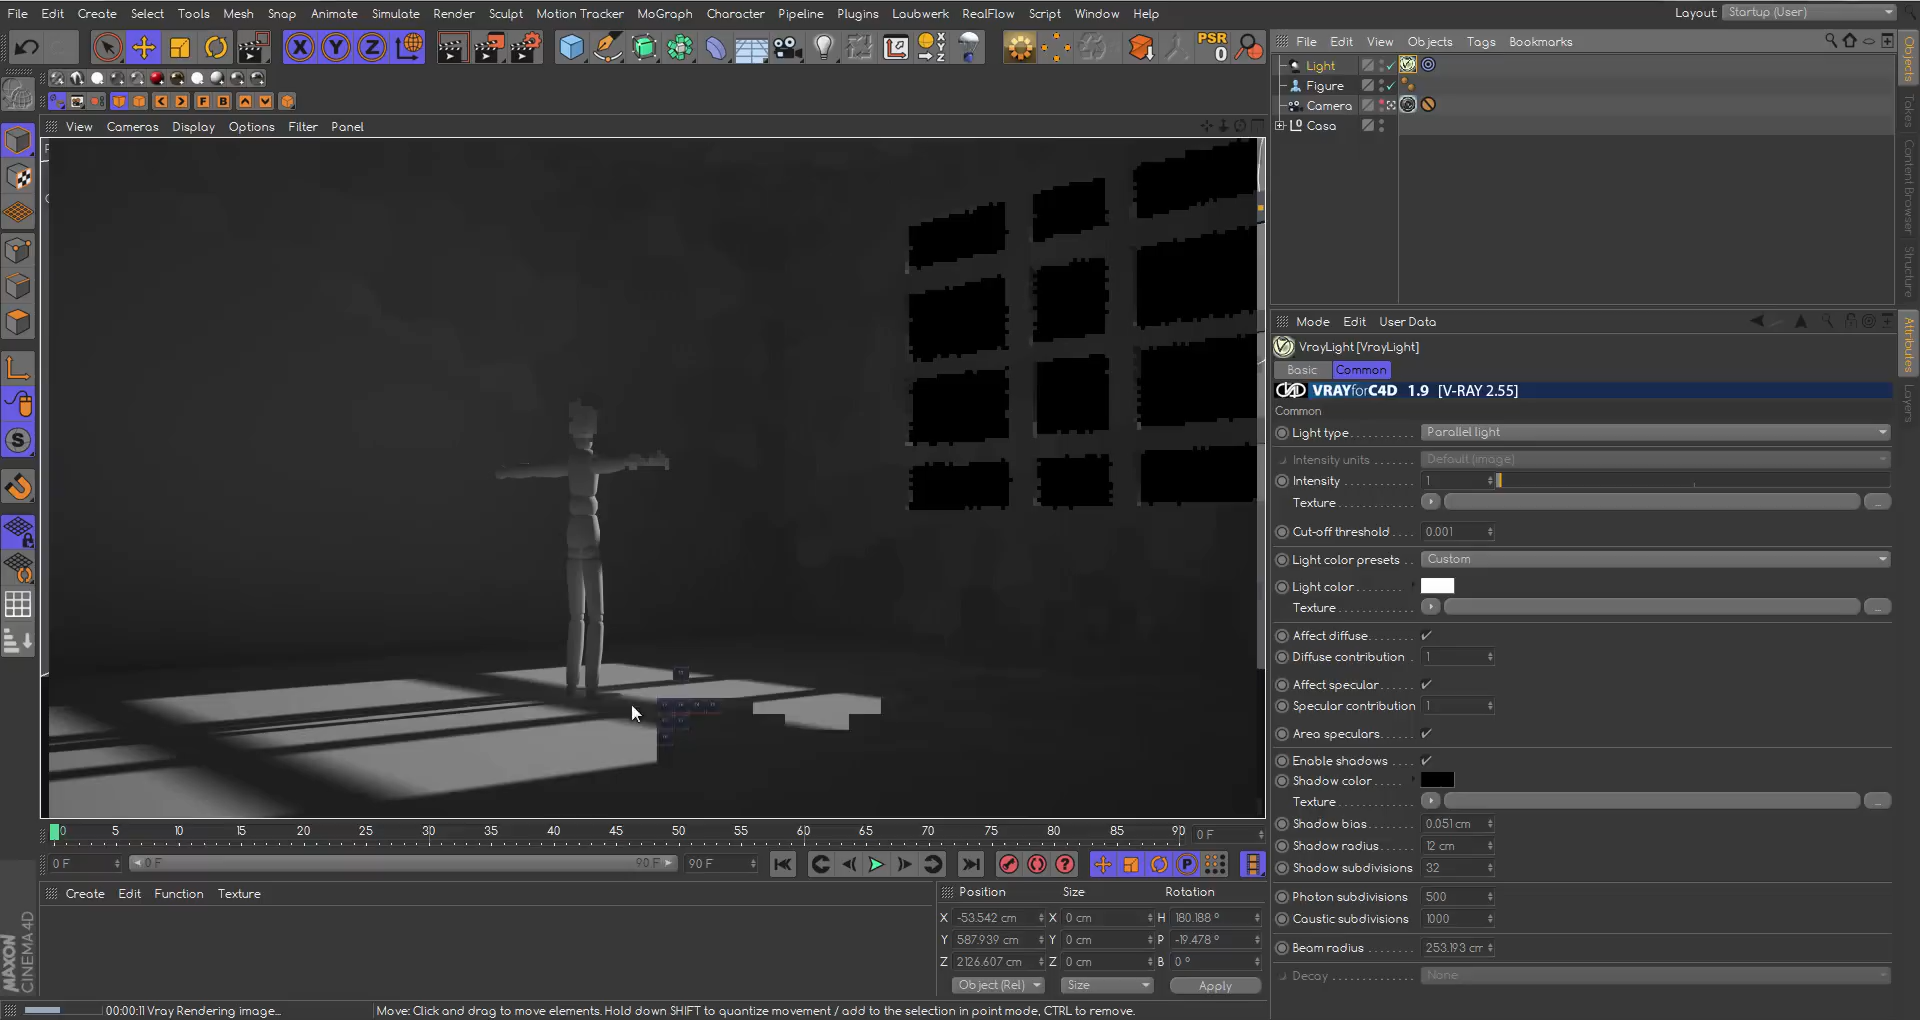 File Edit Create Select Tools Mesh Snap Animate Simulate Render Sculpt Motion Tracker MoGraph Character Pipeline Plugins Laubwerk RealFlow Script Window Help
Layout: Startup (User)
X Y Z
PSR
0
File Edit View Objects Tags Bookmarks
Light
Figure
Camera
Casa
F B
View Cameras Display Options Filter Panel
Objects
Takes
Content Browser
Structure
Mode Edit User Data
VrayLight [VrayLight]
Basic Common
VRAYforC4D 1.9 [V-RAY 2.55]
Common
Light type Parallel light
Intensity units Default (image)
Intensity 1
Texture
Cut-off threshold 0.001
Light color presets Custom
Light color
Texture
Affect diffuse
Diffuse contribution 1
Affect specular
Specular contribution 1
Area speculars
Enable shadows
Shadow color
Texture
Shadow bias 0.051 cm
Shadow radius 12 cm
Shadow subdivisions 32
Photon subdivisions 500
Caustic subdivisions 1000
Beam radius 253.193 cm
Decay None
Attributes
Layers
0 5 10 15 20 25 30 35 40 45 50 55 60 65 70 75 80 85 90 0 F
0 F 0 F 90 F 90 F
Create Edit Function Texture
Position Size Rotation
X -53.542 cm X 0 cm H 180.188 °
Y 587.939 cm Y 0 cm P -19.478 °
Z 2126.607 cm Z 0 cm B 0 °
Object (Rel) Size Apply
MAXON
CINEMA 4D
00:00:11 Vray Rendering image... Move: Click and drag to move elements. Hold down SHIFT to quantize movement / add to the selection in point mode, CTRL to remove.